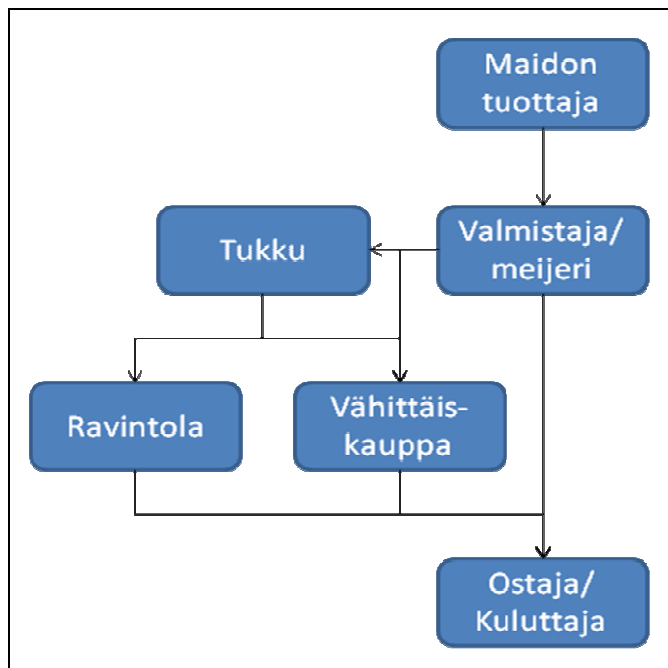 Maidon
tuottaja
Tukku
Valmistaja/
meijeri
Ravintola
Vähittäis-
kauppa
Ostaja/
Kuluttaja